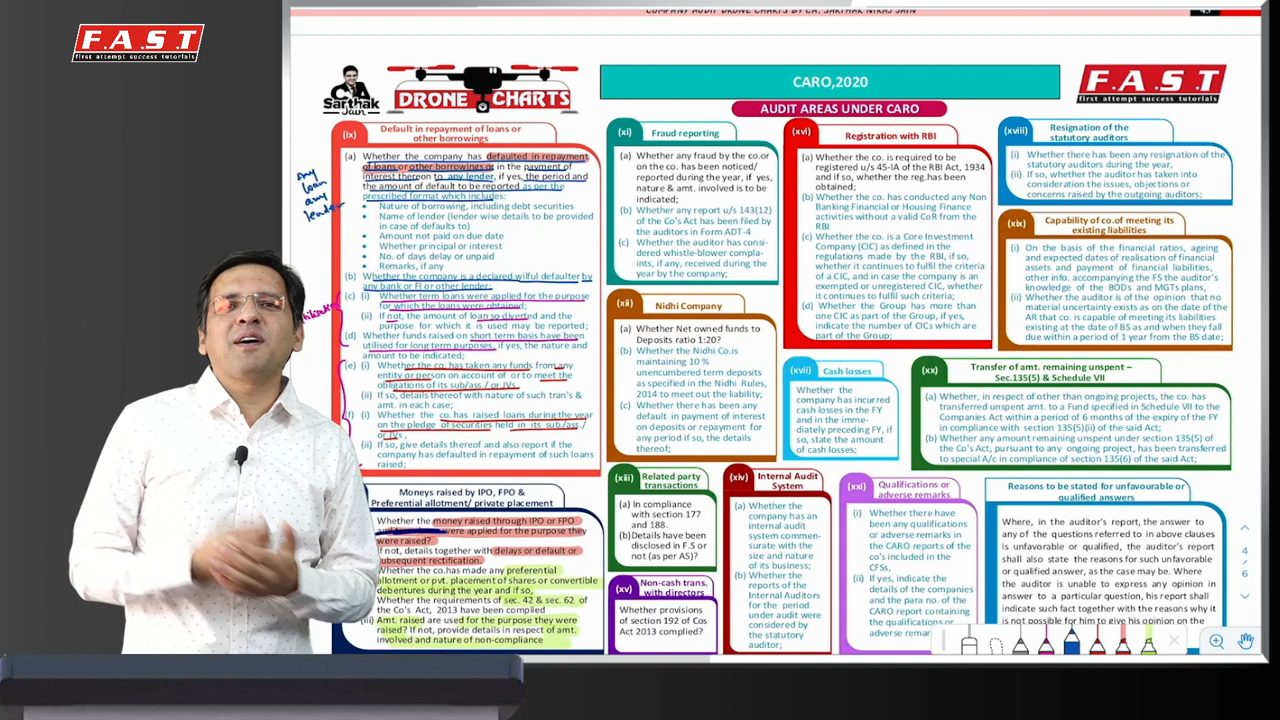 COMPANY AUDIT DRONE CHARTS BY CA. SARTHAK NIRAJ JAIN
F.A.S.T
first attempt success tutorials
CA
Sarthak
Jain
DRONE CHARTS
CARO,2020
F.A.S.T
first attempt success tutorials
AUDIT AREAS UNDER CARO
(ix)
Default in repayment of loans or
other borrowings
(a) Whether the company has defaulted in repayment
of loans or other borrowings or in the payment of
interest thereon to any lender, if yes, the period and
the amount of default to be reported as per the
prescribed format which includes:
• Nature of borrowing, including debt securities
• Name of lender (lender wise details to be provided
in case of defaults to)
• Amount not paid on due date
• Whether principal or interest
• No. of days delay or unpaid
• Remarks, if any
(b) Whether the company is a declared wilful defaulter by
any bank or FI or other lender;
(c) (i) Whether term loans were applied for the purpose
for which the loans were obtained;
(ii) If not, the amount of loan so diverted and the
purpose for which it is used may be reported;
(d) Whether funds raised on short term basis have been
utilised for long term purposes, if yes, the nature and
amount to be indicated;
(e) (i) Whether the co. has taken any funds from any
entity or person on account of or to meet the
obligations of its sub/ass./ or JVs,
(ii) If so, details thereof with nature of such tran's &
amt. in each case;
(f) (i) Whether the co. has raised loans during the year
on the pledge of securities held in its sub./ass./
or JVs,
(ii) If so, give details thereof and also report if the
company has defaulted in repayment of such loans
raised;
any
loan
any
lender
Moneys raised by IPO, FPO &
Preferential allotment/ private placement
Whether the money raised through IPO or FPO
were applied for the purpose they
were raised?
If not, details together with delays or default or
subsequent rectification.
Whether the co.has made any preferential
allotment or pvt. placement of shares or convertible
debentures during the year and if so,
Whether the requirements of sec. 42 & sec. 62 of
the Co's Act, 2013 have been complied
(iii) Amt. raised are used for the purpose they were
raised? If not, provide details in respect of amt.
involved and nature of non-compliance
(xi)
Fraud reporting
(a) Whether any fraud by the co.or
on the co. has been noticed/
reported during the year, if yes,
nature & amt. involved is to be
indicated;
(b) Whether any report u/s 143(12)
of the Co's Act has been filed by
the auditors in Form ADT-4
(c) Whether the auditor has consi-
dered whistle-blower compla-
ints, if any, received during the
year by the company;
(xii)
Nidhi Company
(a) Whether Net owned funds to
Deposits ratio 1:20?
(b) Whether the Nidhi Co.is
maintaining 10 %
unencumbered term deposits
as specified in the Nidhi Rules,
2014 to meet out the liability;
(c) Whether there has been any
default in payment of interest
on deposits or repayment for
any period if so, the details
thereof;
(xiii)
Related party
transactions
(a) In compliance
with section 177
and 188.
(b)Details have been
disclosed in F.S or
not (as per AS)?
(xv)
Non-cash trans.
with directors
Whether provisions
of section 192 of Cos
Act 2013 complied?
(xiv)
Internal Audit
System
(a) Whether the
company has an
internal audit
system commen-
surate with the
size and nature
of its business;
(b) Whether the
reports of the
Internal Auditors
for the period
under audit were
considered by
the statutory
auditor;
(xvi)
Registration with RBI
(a) Whether the co. is required to be
registered u/s 45-IA of the RBI Act, 1934
and if so, whether the reg.has been
obtained;
(b) Whether the co. has conducted any Non
Banking Financial or Housing Finance
activities without a valid CoR from the
RBI
(c) Whether the co. is a Core Investment
Company (CIC) as defined in the
regulations made by the RBI, if so,
whether it continues to fulfil the criteria
of a CIC, and in case the company is an
exempted or unregistered CIC, whether
it continues to fulfil such criteria;
(d) Whether the Group has more than
one CIC as part of the Group, if yes,
indicate the number of CICs which are
part of the Group;
(xvii)
Cash losses
Whether the
company has incurred
cash losses in the FY
and in the imme-
diately preceding FY, if
so, state the amount
of cash losses;
(xviii)
Resignation of the
statutory auditors
(i) Whether there has been any resignation of the
statutory auditors during the year,
(ii) If so, whether the auditor has taken into
consideration the issues, objections or
concerns raised by the outgoing auditors;
(xix)
Capability of co.of meeting its
existing liabilities
(i) On the basis of the financial ratios, ageing
and expected dates of realisation of financial
assets and payment of financial liabilities,
other info. accompanying the FS the auditor's
knowledge of the BODs and MGTs plans,
(ii) Whether the auditor is of the opinion that no
material uncertainty exists as on the date of the
AR that co. is capable of meeting its liabilities
existing at the date of BS as and when they fall
due within a period of 1 year from the BS date;
(xx)
Transfer of amt. remaining unspent –
Sec.135(5) & Schedule VII
(a) Whether, in respect of other than ongoing projects, the co. has
transferred unspent amt. to a Fund specified in Schedule VII to the
Companies Act within a period of 6 months of the expiry of the FY
in compliance with section 135(5)(ii) of the said Act;
(b) Whether any amount remaining unspent under section 135(5) of
the Co's Act, pursuant to any ongoing project, has been transferred
to special A/c in compliance of section 135(6) of the said Act;
(xxi)
Qualifications or
adverse remarks
(i) Whether there have
been any qualifications
or adverse remarks in
the CARO reports of the
co's included in the
CFSs,
(ii) If yes, indicate the
details of the companies
and the para no. of the
CARO report containing
the qualifications or
adverse remar
Reasons to be stated for unfavourable or
qualified answers
Where, in the auditor's report, the answer to
any of the questions referred to in above clauses
is unfavourable or qualified, the auditor's report
shall also state the reasons for such unfavourable
or qualified answer, as the case may be. Where
the auditor is unable to express any opinion in
answer to a particular question, his report shall
indicate such fact together with the reasons why it
is not possible for him to give his opinion on the
4
6